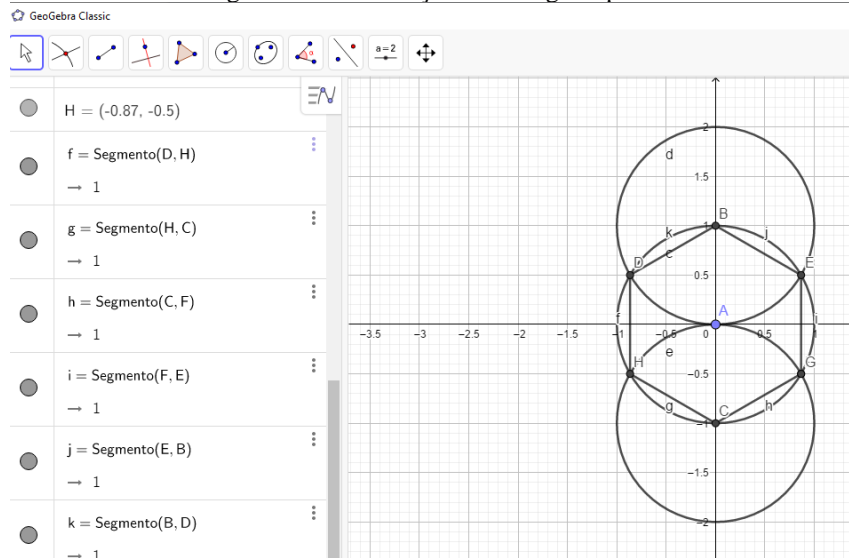 GeoGebra Classic
a=2
H = (-0.87, -0.5)
f = Segmento(D, H)
→ 1
g = Segmento(H, C)
→ 1
h = Segmento(C, F)
→ 1
i = Segmento(F, E)
→ 1
j = Segmento(E, B)
→ 1
k = Segmento(B, D)
→ 1
2
d
1.5
B
1
k
j
c
D
E
0.5
A
f
i
−3.5 −3 −2.5 −2 −1.5 −1 −0.5 0 0.5 1
e
H
G
−0.5
g
h
C
−1
−1.5
−2